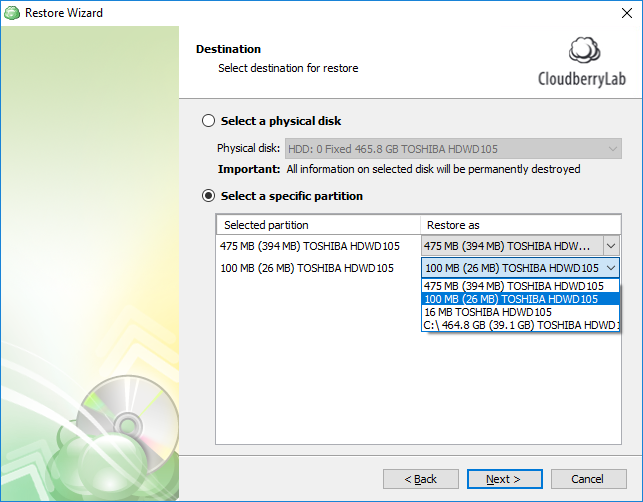 Restore Wizard
Destination
Select destination for restore
CloudberryLab
Select a physical disk
Physical disk: HDD: 0 Fixed 465.8 GB TOSHIBA HDWD105
Important: All information on selected disk will be permanently destroyed
Select a specific partition
Selected partition Restore as
475 MB (394 MB) TOSHIBA HDWD105 475 MB (394 MB) TOSHIBA HDW...
100 MB (26 MB) TOSHIBA HDWD105 100 MB (26 MB) TOSHIBA HDWD105
475 MB (394 MB) TOSHIBA HDWD105
100 MB (26 MB) TOSHIBA HDWD105
16 MB TOSHIBA HDWD105
C:\ 464.8 GB (39.1 GB) TOSHIBA HDWD1
< Back Next > Cancel